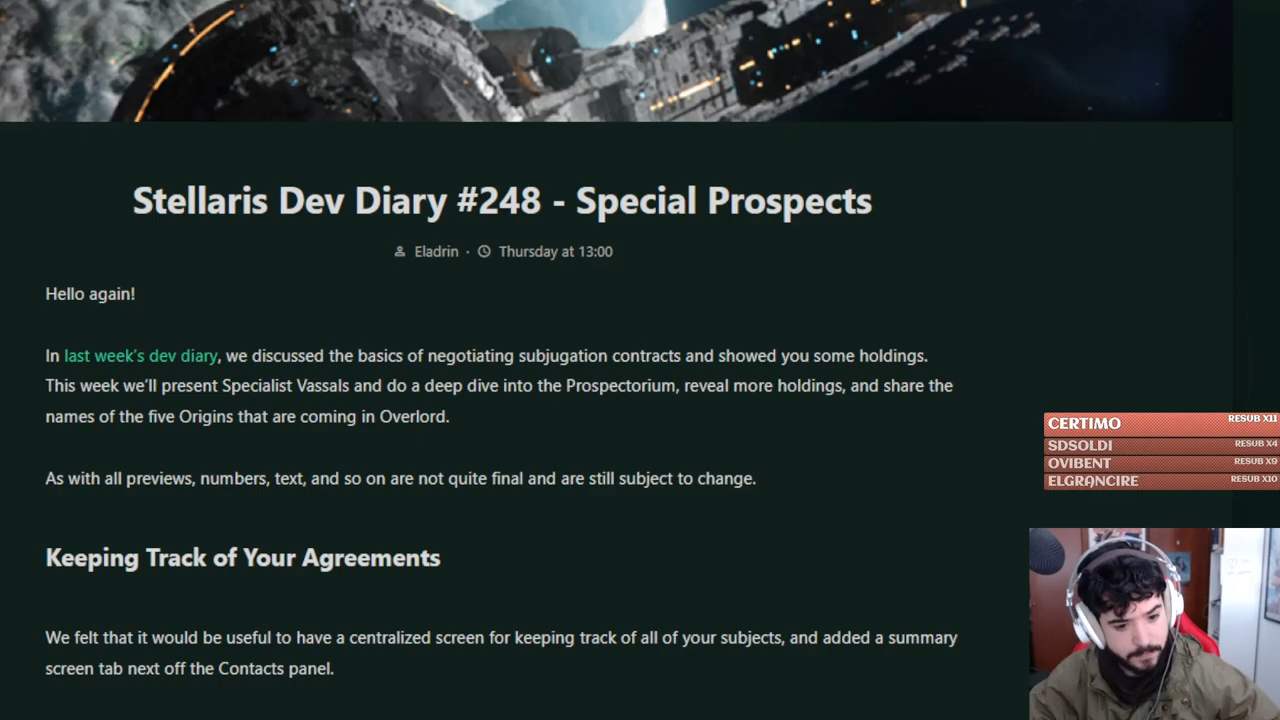 Stellaris Dev Diary #248 - Special Prospects
Eladrin · Thursday at 13:00
Hello again!
In last week's dev diary, we discussed the basics of negotiating subjugation contracts and showed you some holdings.
This week we'll present Specialist Vassals and do a deep dive into the Prospectorium, reveal more holdings, and share the
names of the five Origins that are coming in Overlord.
As with all previews, numbers, text, and so on are not quite final and are still subject to change.
Keeping Track of Your Agreements
We felt that it would be useful to have a centralized screen for keeping track of all of your subjects, and added a summary
screen tab next off the Contacts panel.
CERTIMO RESUB X11
SDSOLDI RESUB X4
OVIBENT RESUB X9
ELGRANCIRE RESUB X10